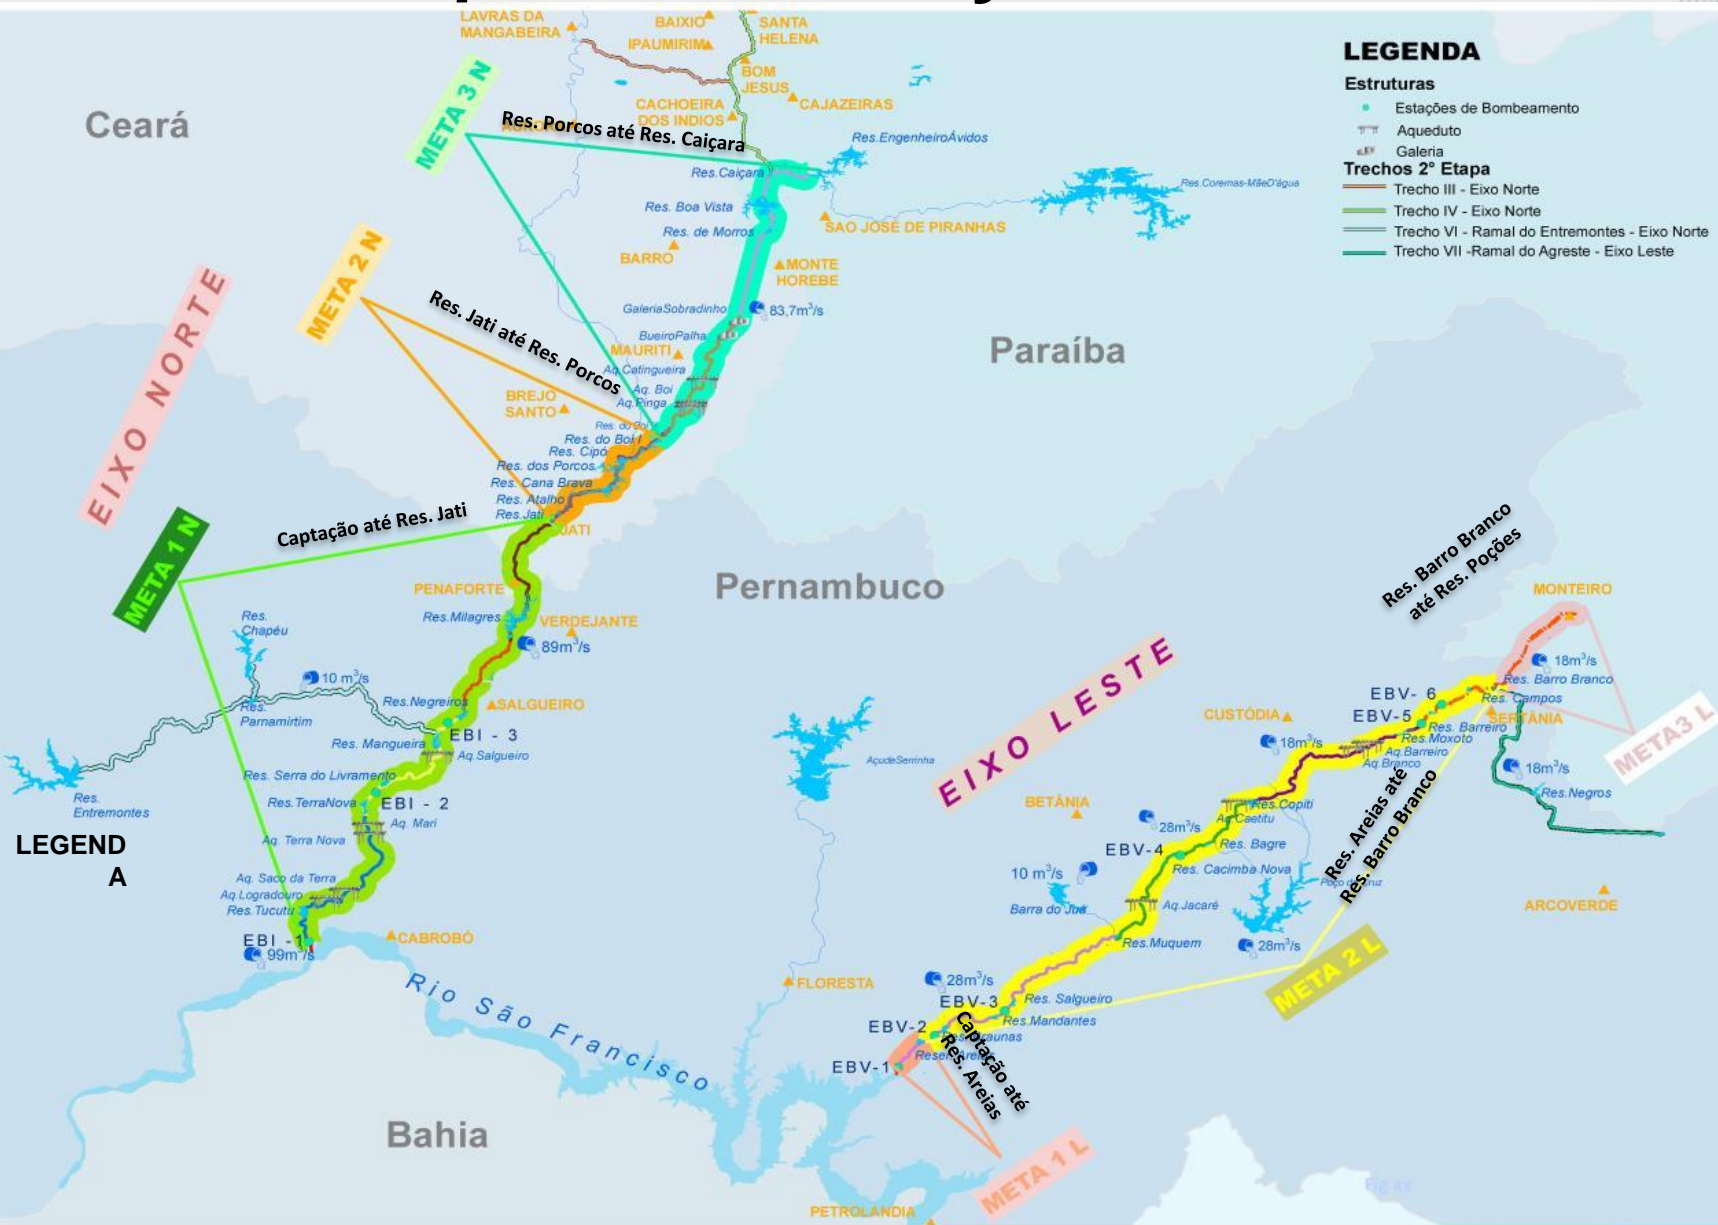 LAVRAS DA
MANGABEIRA
BAIXIO
SANTA
HELENA
IPAUMIRIM
BOM
JESUS
CACHOEIRA
DOS INDIOS
CAJAZEIRAS
Ceará
META 3 N
Res. Porcos até Res. Caiçara
Res.EngenheiroÁvidos
Res.Caiçara
Res.Coremas-MãeD'água
Res. Boa Vista
Res. de Morros
SAO JOSÉ DE PIRANHAS
BARRO
MONTE
HOREBE
LEGENDA
Estruturas
Estações de Bombeamento
Aqueduto
Galeria
Trechos 2° Etapa
Trecho III - Eixo Norte
Trecho IV - Eixo Norte
Trecho VI - Ramal do Entremontes - Eixo Norte
Trecho VII -Ramal do Agreste - Eixo Leste
META 2 N
EIXO NORTE
Res. Jati até Res. Porcos
GaleriaSobradinho
83,7m³/s
BueiroPalha
MAURITI
Aq.Catingueira
Aq. Boi
Aq.Pinga
Paraíba
BREJO
SANTO
Res. do Boi I
Res. Cipó
Res. dos Porcos
Res. Cana Brava
Res. Atalho
Res.Jati
JATI
META 1 N
Captação até Res. Jati
PENAFORTE
Res.Milagres
VERDEJANTE
89m³/s
Pernambuco
Res.
Chapéu
10 m³/s
Res.
Parnamirtim
Res.Negreiros
SALGUEIRO
EBI - 3
Res. Mangueira
Aq.Salgueiro
Res. Serra do Livramento
Res.TerraNova
EBI - 2
Aq. Mari
Aq. Terra Nova
Res.
Entremontes
LEGEND
A
Aq. Saco da Terra
Aq.Logradouro
Res.Tucutu
EBI -1
99m³/s
CABROBÓ
Rio São Francisco
Bahia
EIXO LESTE
Res. Barro Branco
até Res. Poções
MONTEIRO
18m³/s
Res. Barro Branco
Res. Campos
SERTÂNIA
META3 L
EBV- 6
EBV-5
Res. Barreiro
Res.Moxoto
Aq.Barreiro
Aq.Branco
CUSTÓDIA
18m³/s
18m³/s
Res.Negros
AçudeSerrinha
BETÂNIA
Res.Copiti
Aq.Caetitu
28m³/s
Res. Bagre
EBV-4
Res. Cacimba Nova
10 m³/s
Barra do Juá
Aq.Jacaré
Res. Areias até
Res. Barro Branco
ARCOVERDE
Res.Muquem
28m³/s
META 2 L
FLORESTA
28m³/s
EBV-3
Res. Salgueiro
Res.Mandantes
EBV-2
EBV-1
Captação até
Res. Areias
META 1 L
PETROLANDIA